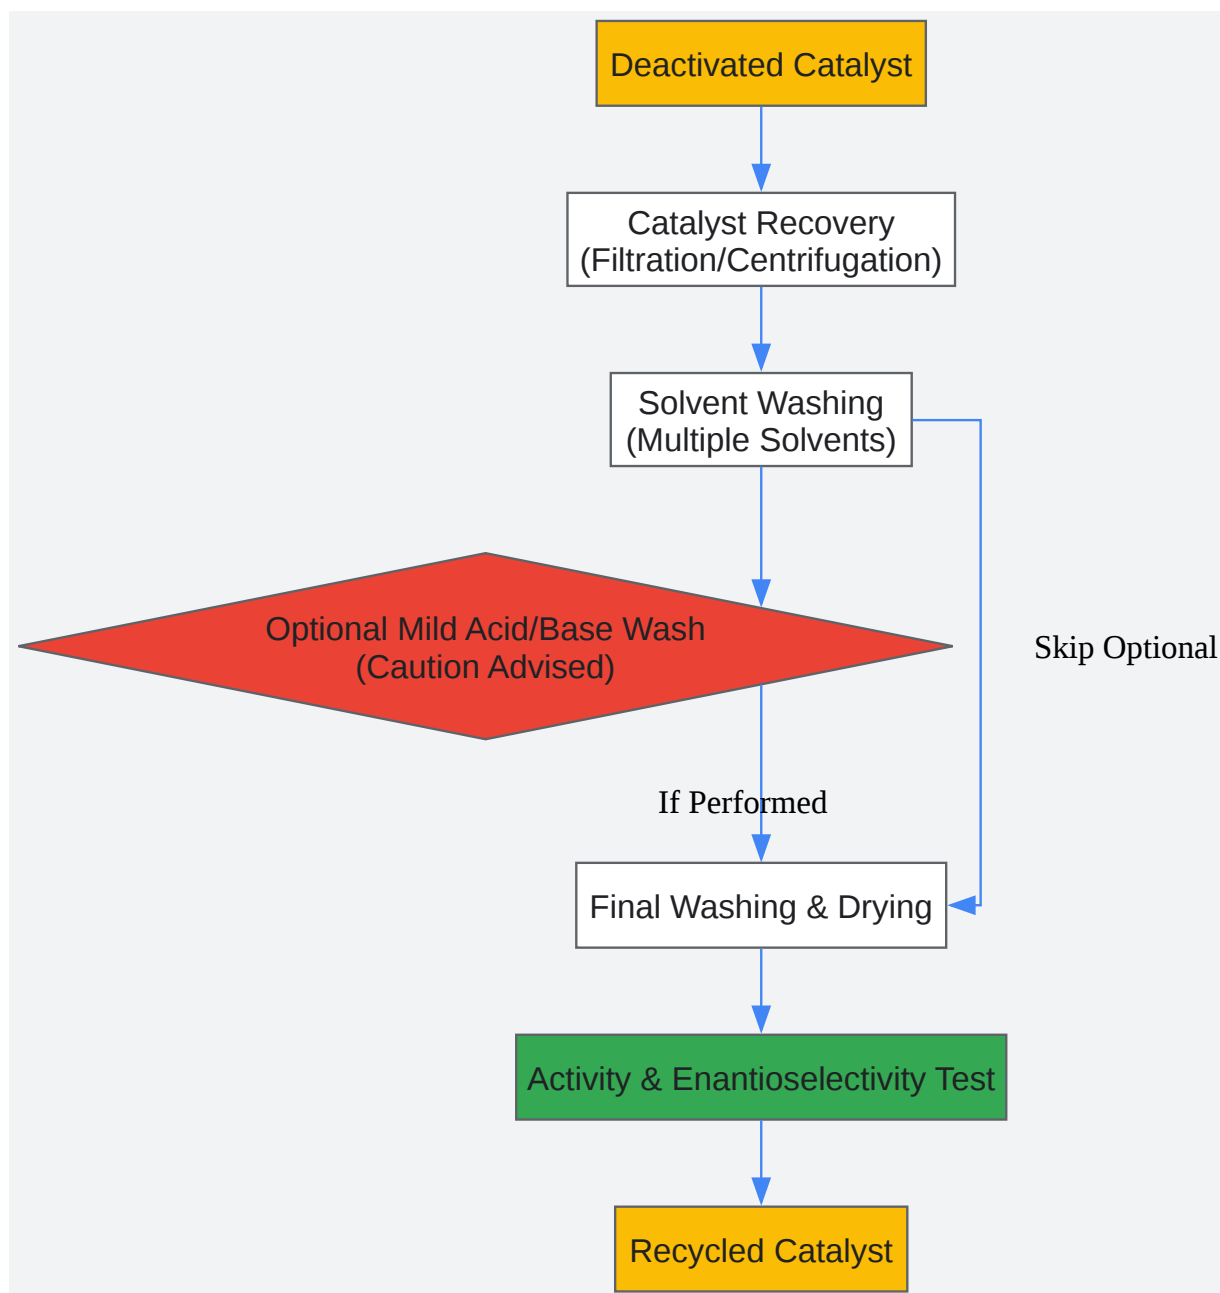 Deactivated Catalyst
Catalyst Recovery
(Filtration/Centrifugation)
Solvent Washing
(Multiple Solvents)
Optional Mild Acid/Base Wash
(Caution Advised)
Skip Optional
If Performed
Final Washing & Drying
Activity & Enantioselectivity Test
Recycled Catalyst